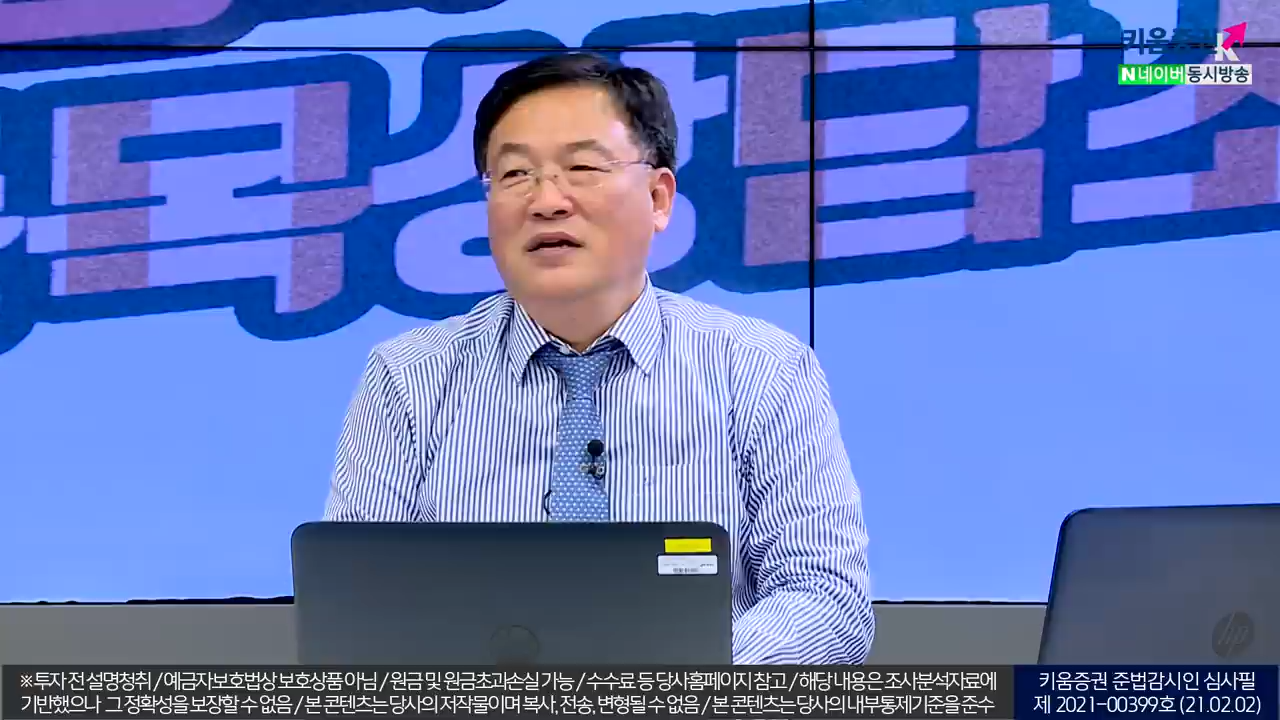 목상담소
키움증권
N 네이버 동시방송
hp
※ 투자 전 설명청취 / 예금자보호법상 보호상품 아님 / 원금 및 원금초과손실 가능 / 수수료 등 당사홈페이지 참고 / 해당 내용은 조사분석자료에
기반했으나 그 정확성을 보장할 수 없음 / 본 콘텐츠는 당사의 저작물이며 복사, 전송, 변형될 수 없음 / 본 콘텐츠는 당사의 내부통제기준을 준수
키움증권 준법감시인 심사필
제 2021-00399호 (21.02.02)